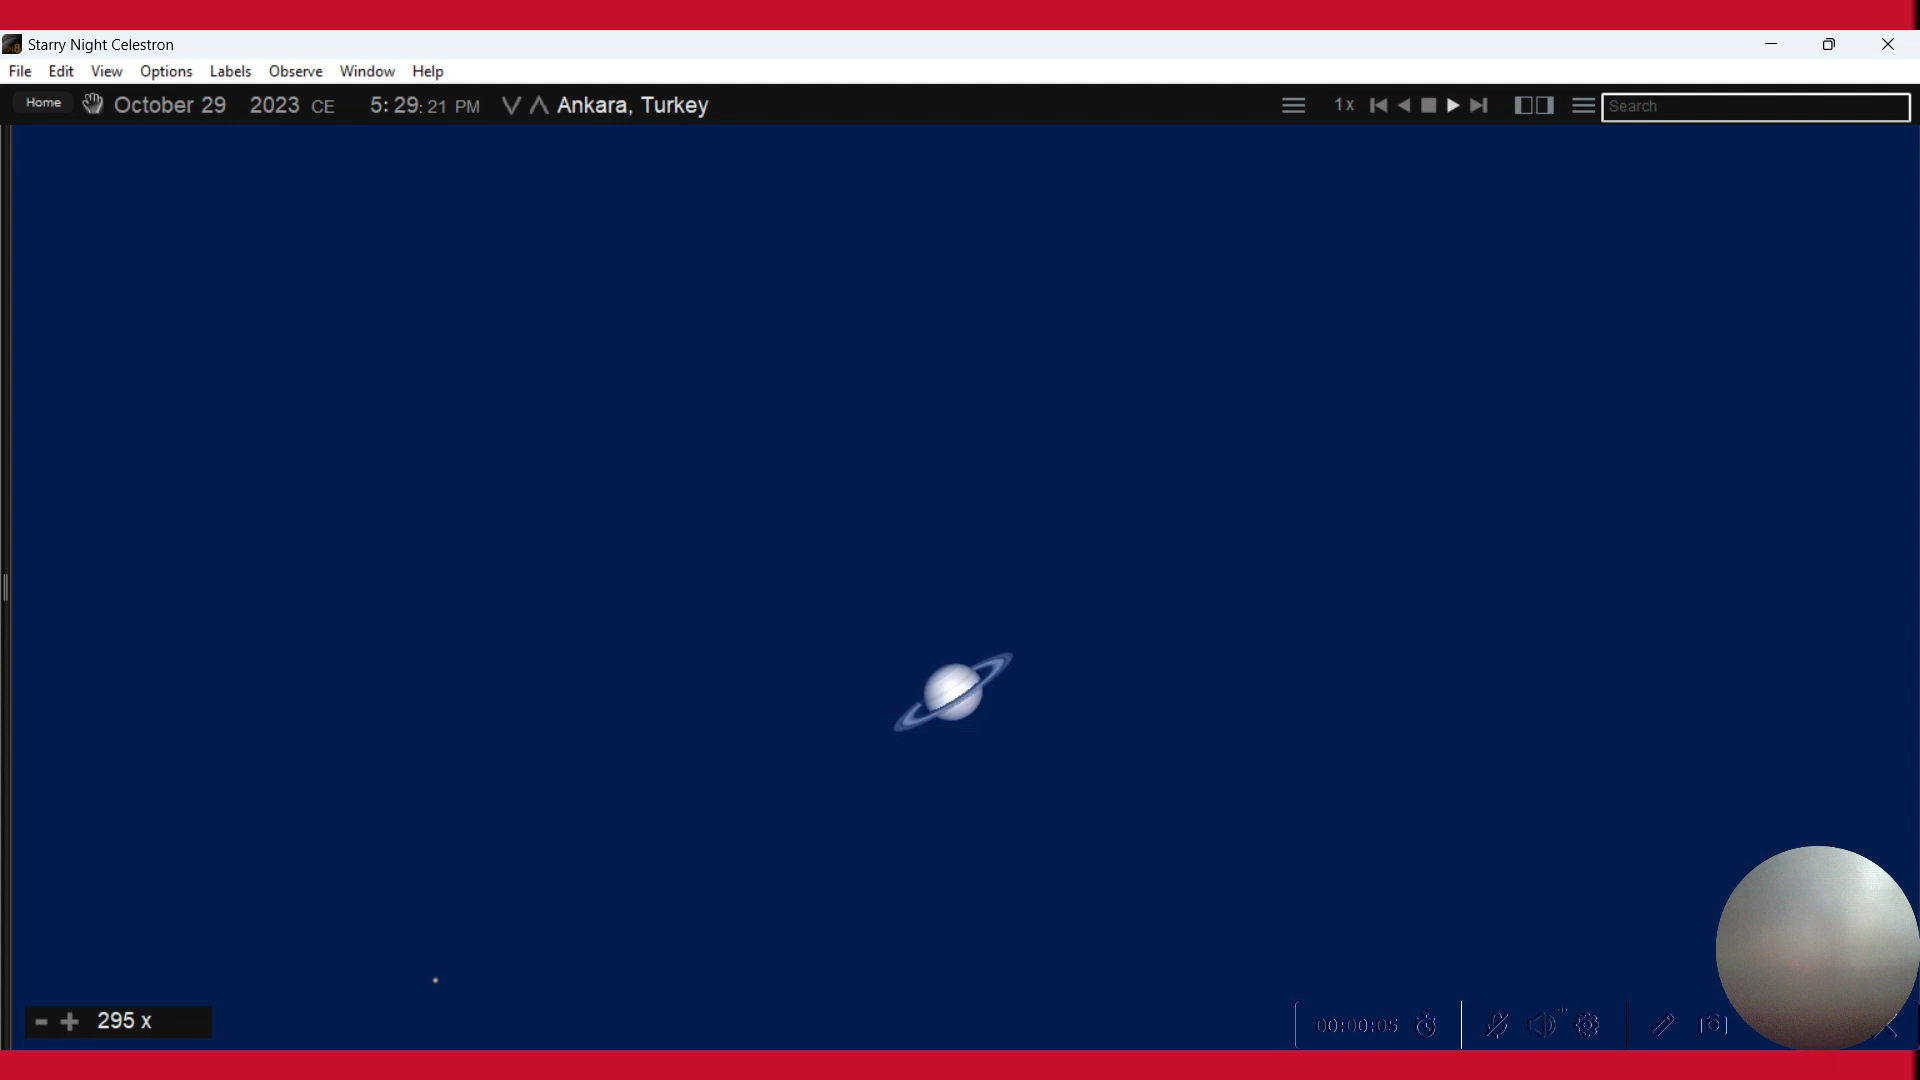 Starry Night Celestron
File Edit View Options Labels Observe Window Help
Home October 29 2023 CE 5:29:21 PM Ankara, Turkey 1x Search
295 x
00:00:05